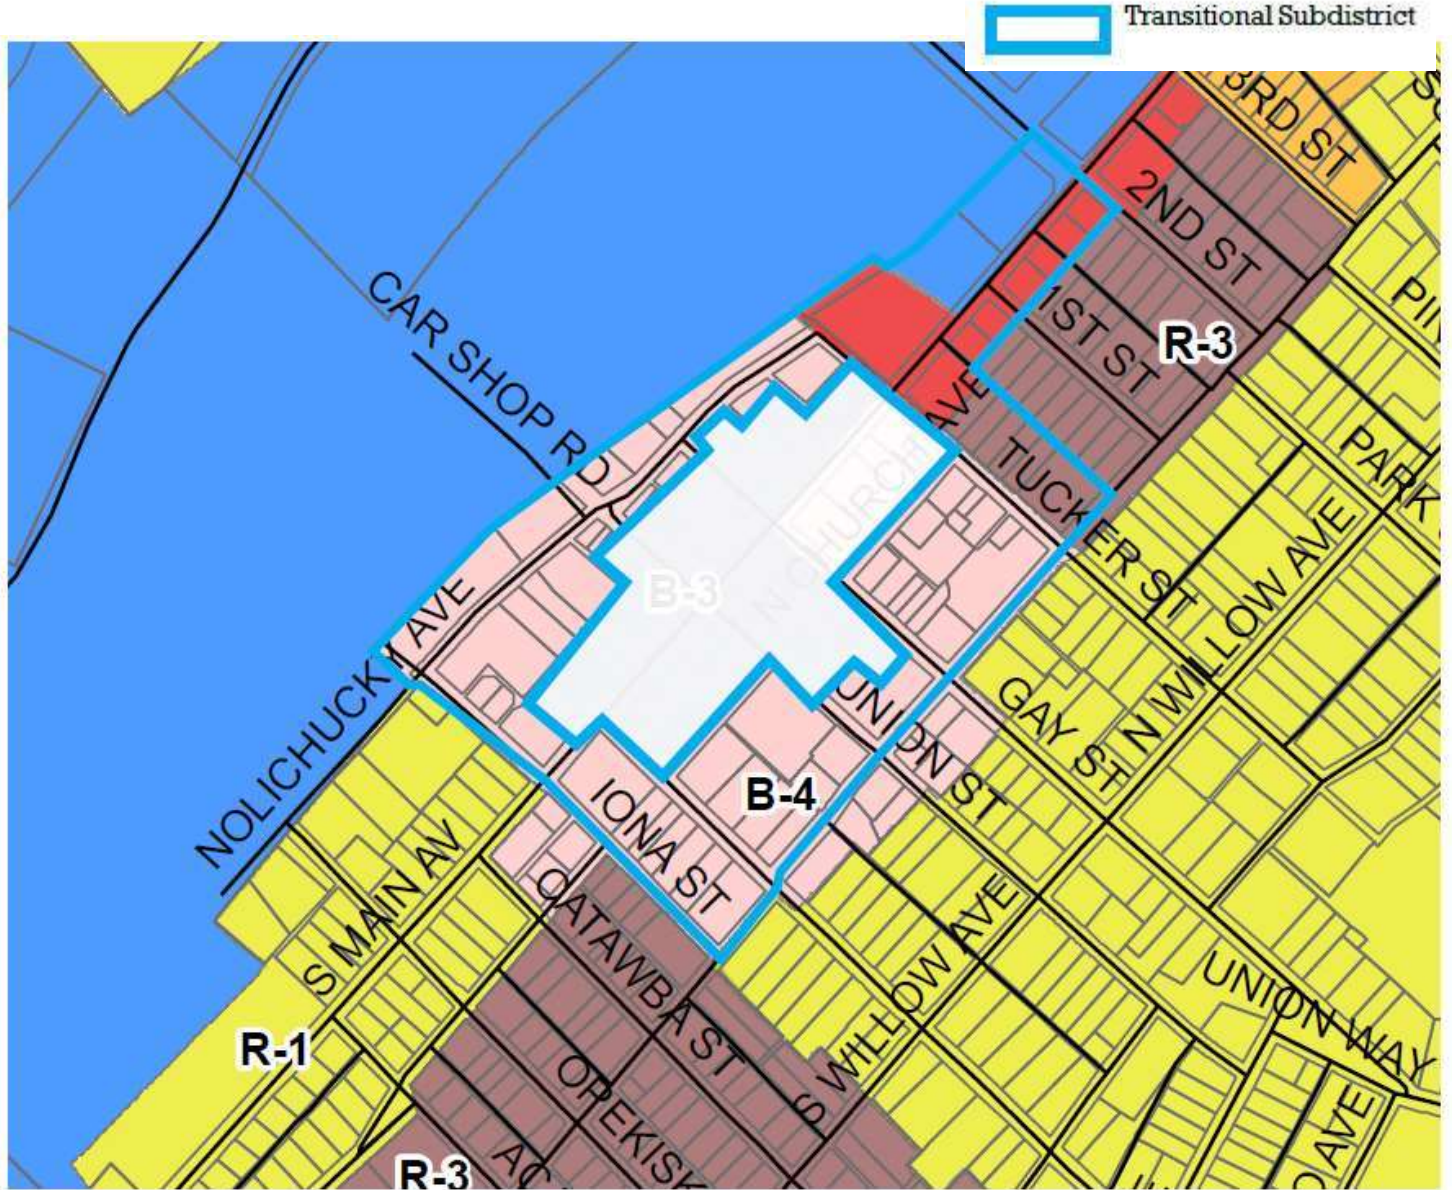 Transitional Subdistrict
3RD ST
2ND ST
CAR SHOP RD
1ST ST
R-3
AVE
PARK
TUCKER ST
N CHURCH
B-3
NOLICHUCKY AVE
N WILLOW AVE
GAY ST
UNION ST
B-4
IONA ST
S MAIN AV
CATAWBA ST
S WILLOW AVE
UNION WAY
R-1
R-3
AVE